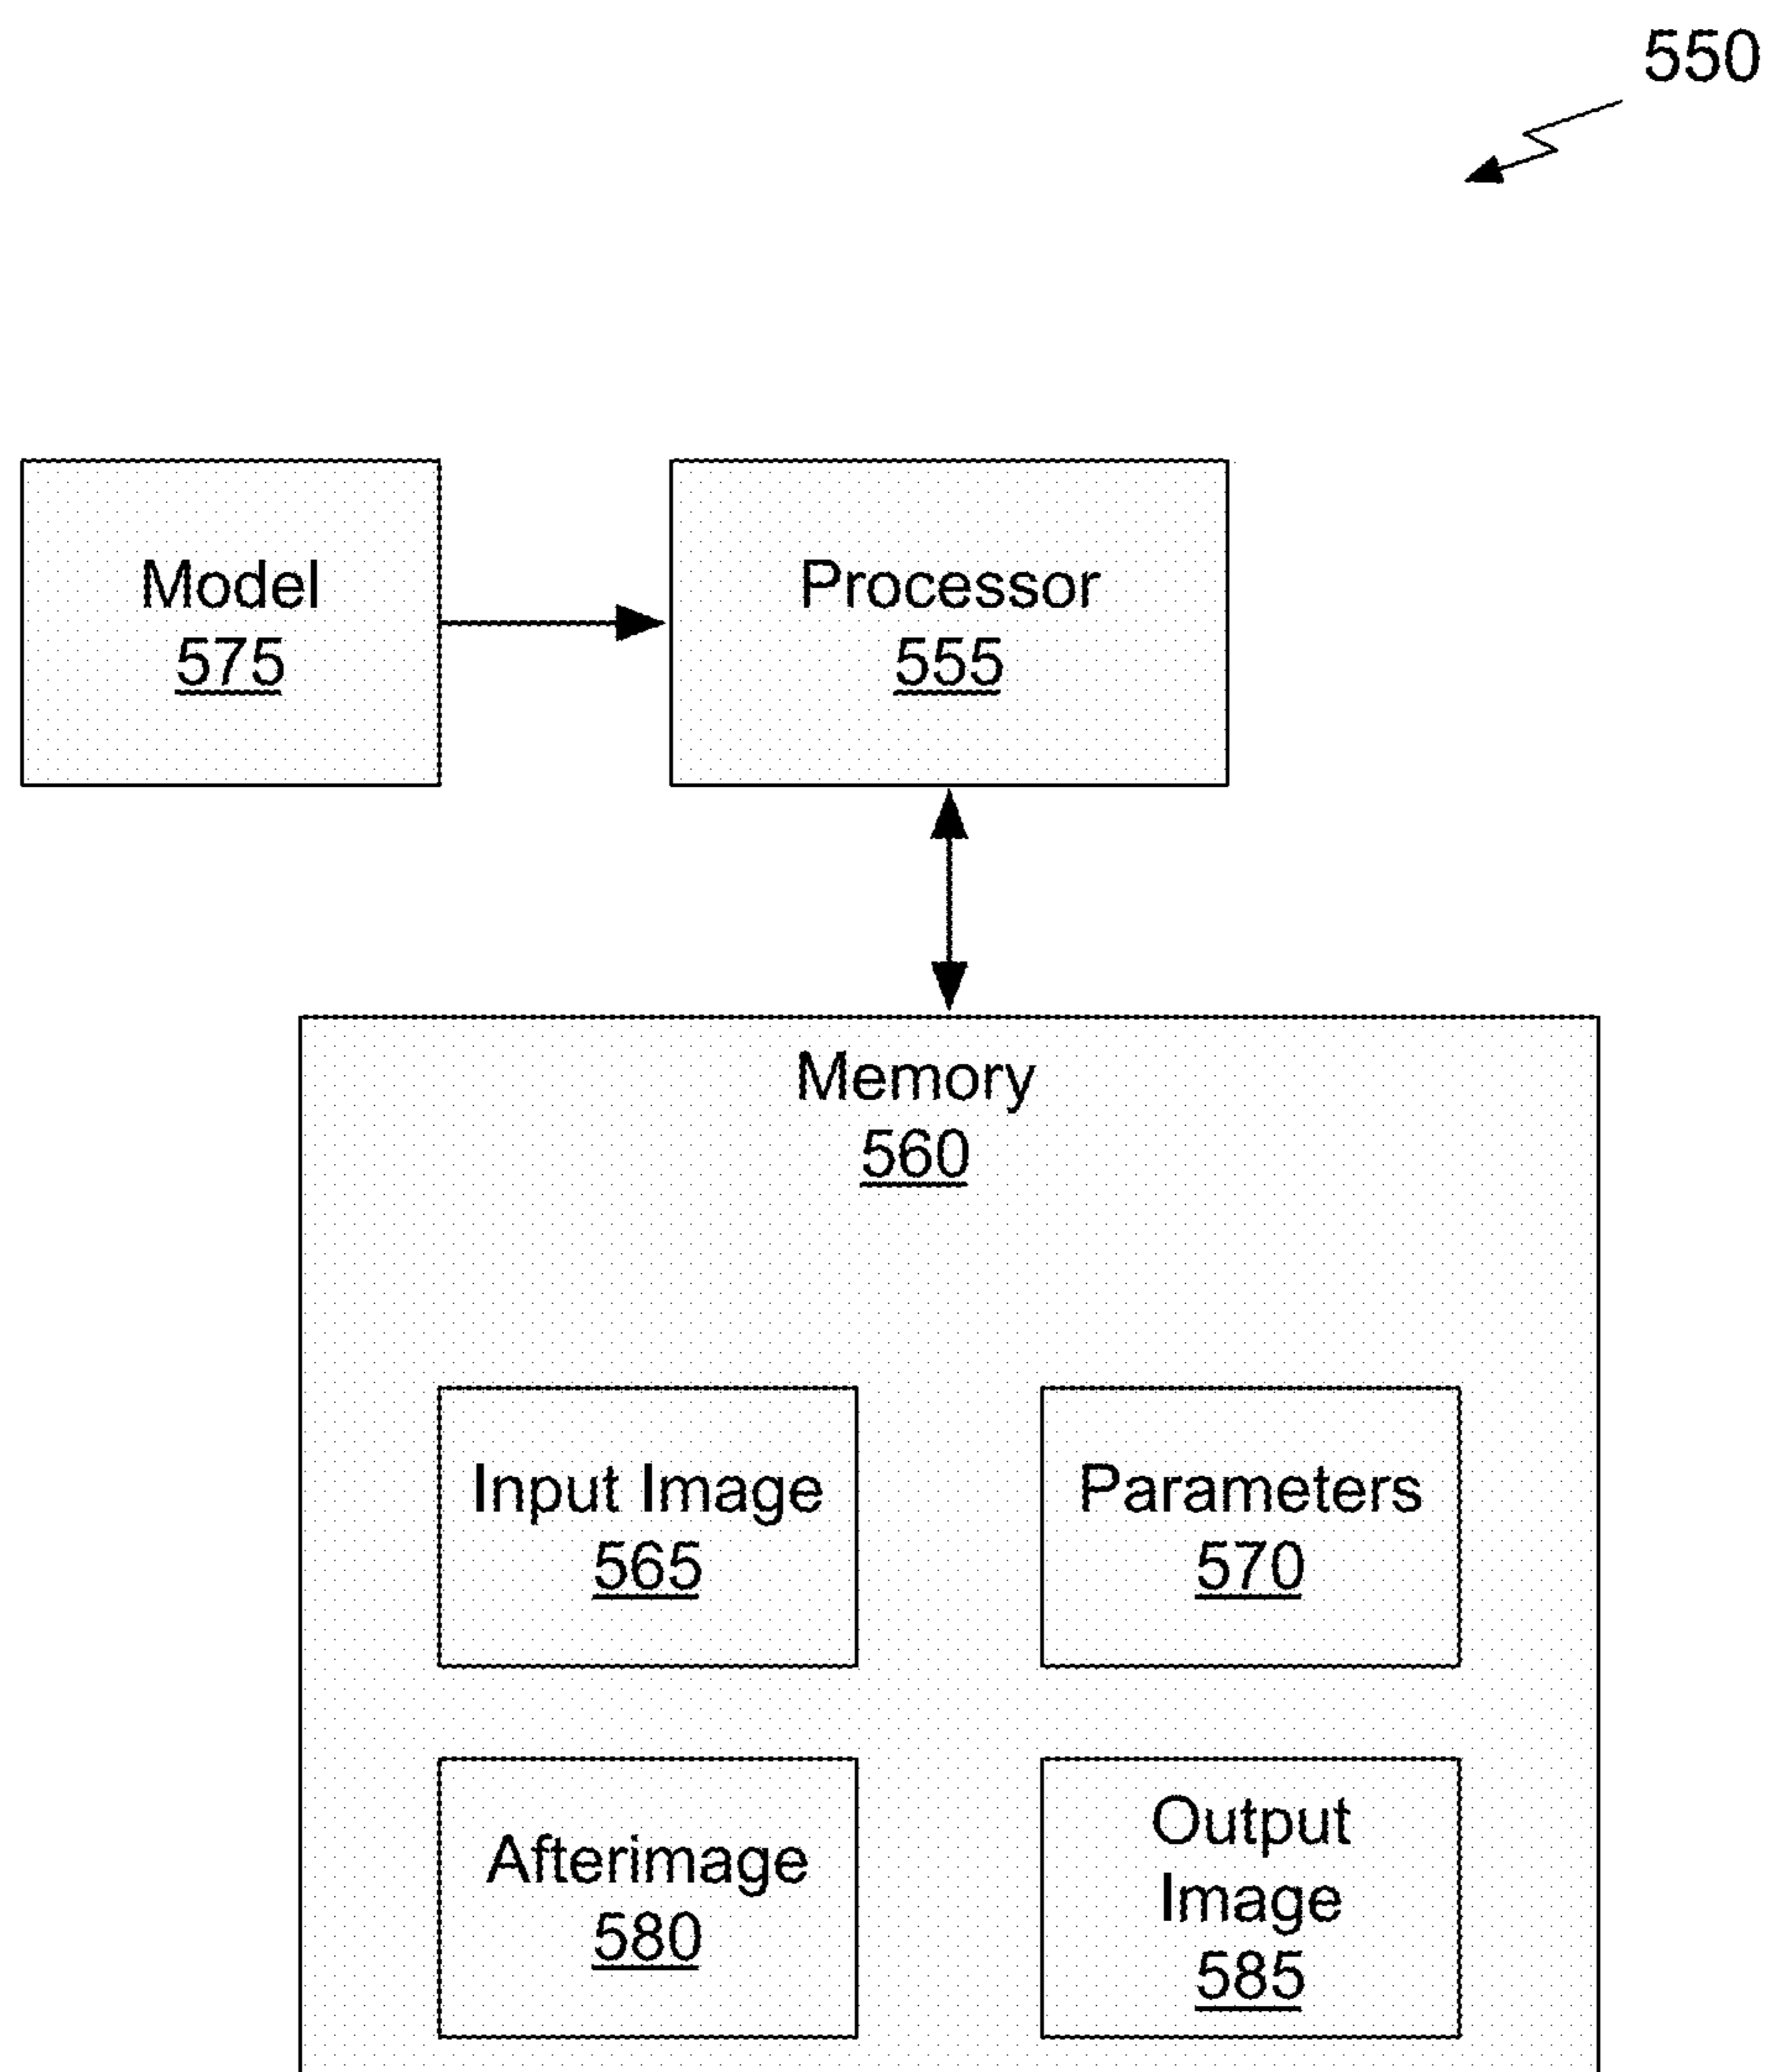 550
Model
575
Processor
555
Memory
560
Input Image
565
Parameters
570
Afterimage
580
Output
Image
585